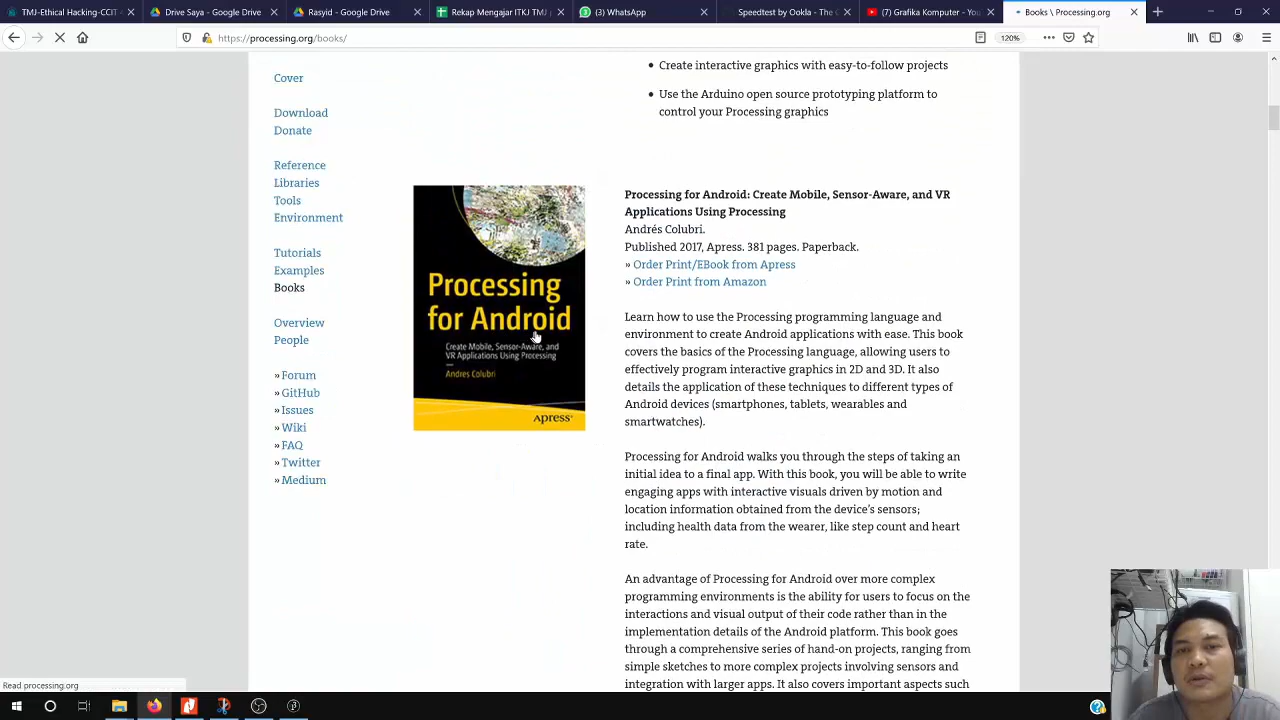 TMJ-Ethical Hacking-CCIT -
Drive Saya - Google Drive
Rasyid - Google Drive
Rekap Mengajar ITKJ TMJ
(3) WhatsApp
Speedtest by Ookla - The G
(7) Grafika Komputer - You
Books \ Processing.org
https://processing.org/books/
120%
Cover
Download
Donate
Reference
Libraries
Tools
Environment
Tutorials
Examples
Books
Overview
People
» Forum
» GitHub
» Issues
» Wiki
» FAQ
» Twitter
» Medium
Processing
for Android
Create Mobile, Sensor-Aware, and
VR Applications Using Processing
Andres Colubri
Apress®
• Create interactive graphics with easy-to-follow projects
• Use the Arduino open source prototyping platform to
control your Processing graphics
Processing for Android: Create Mobile, Sensor-Aware, and VR
Applications Using Processing
Andrés Colubri.
Published 2017, Apress. 381 pages. Paperback.
» Order Print/EBook from Apress
» Order Print from Amazon
Learn how to use the Processing programming language and
environment to create Android applications with ease. This book
covers the basics of the Processing language, allowing users to
effectively program interactive graphics in 2D and 3D. It also
details the application of these techniques to different types of
Android devices (smartphones, tablets, wearables and
smartwatches).
Processing for Android walks you through the steps of taking an
initial idea to a final app. With this book, you will be able to write
engaging apps with interactive visuals driven by motion and
location information obtained from the device's sensors;
including health data from the wearer, like step count and heart
rate.
An advantage of Processing for Android over more complex
programming environments is the ability for users to focus on the
interactions and visual output of their code rather than in the
implementation details of the Android platform. This book goes
through a comprehensive series of hand-on projects, ranging from
simple sketches to more complex projects involving sensors and
integration with larger apps. It also covers important aspects such
Read processing.org